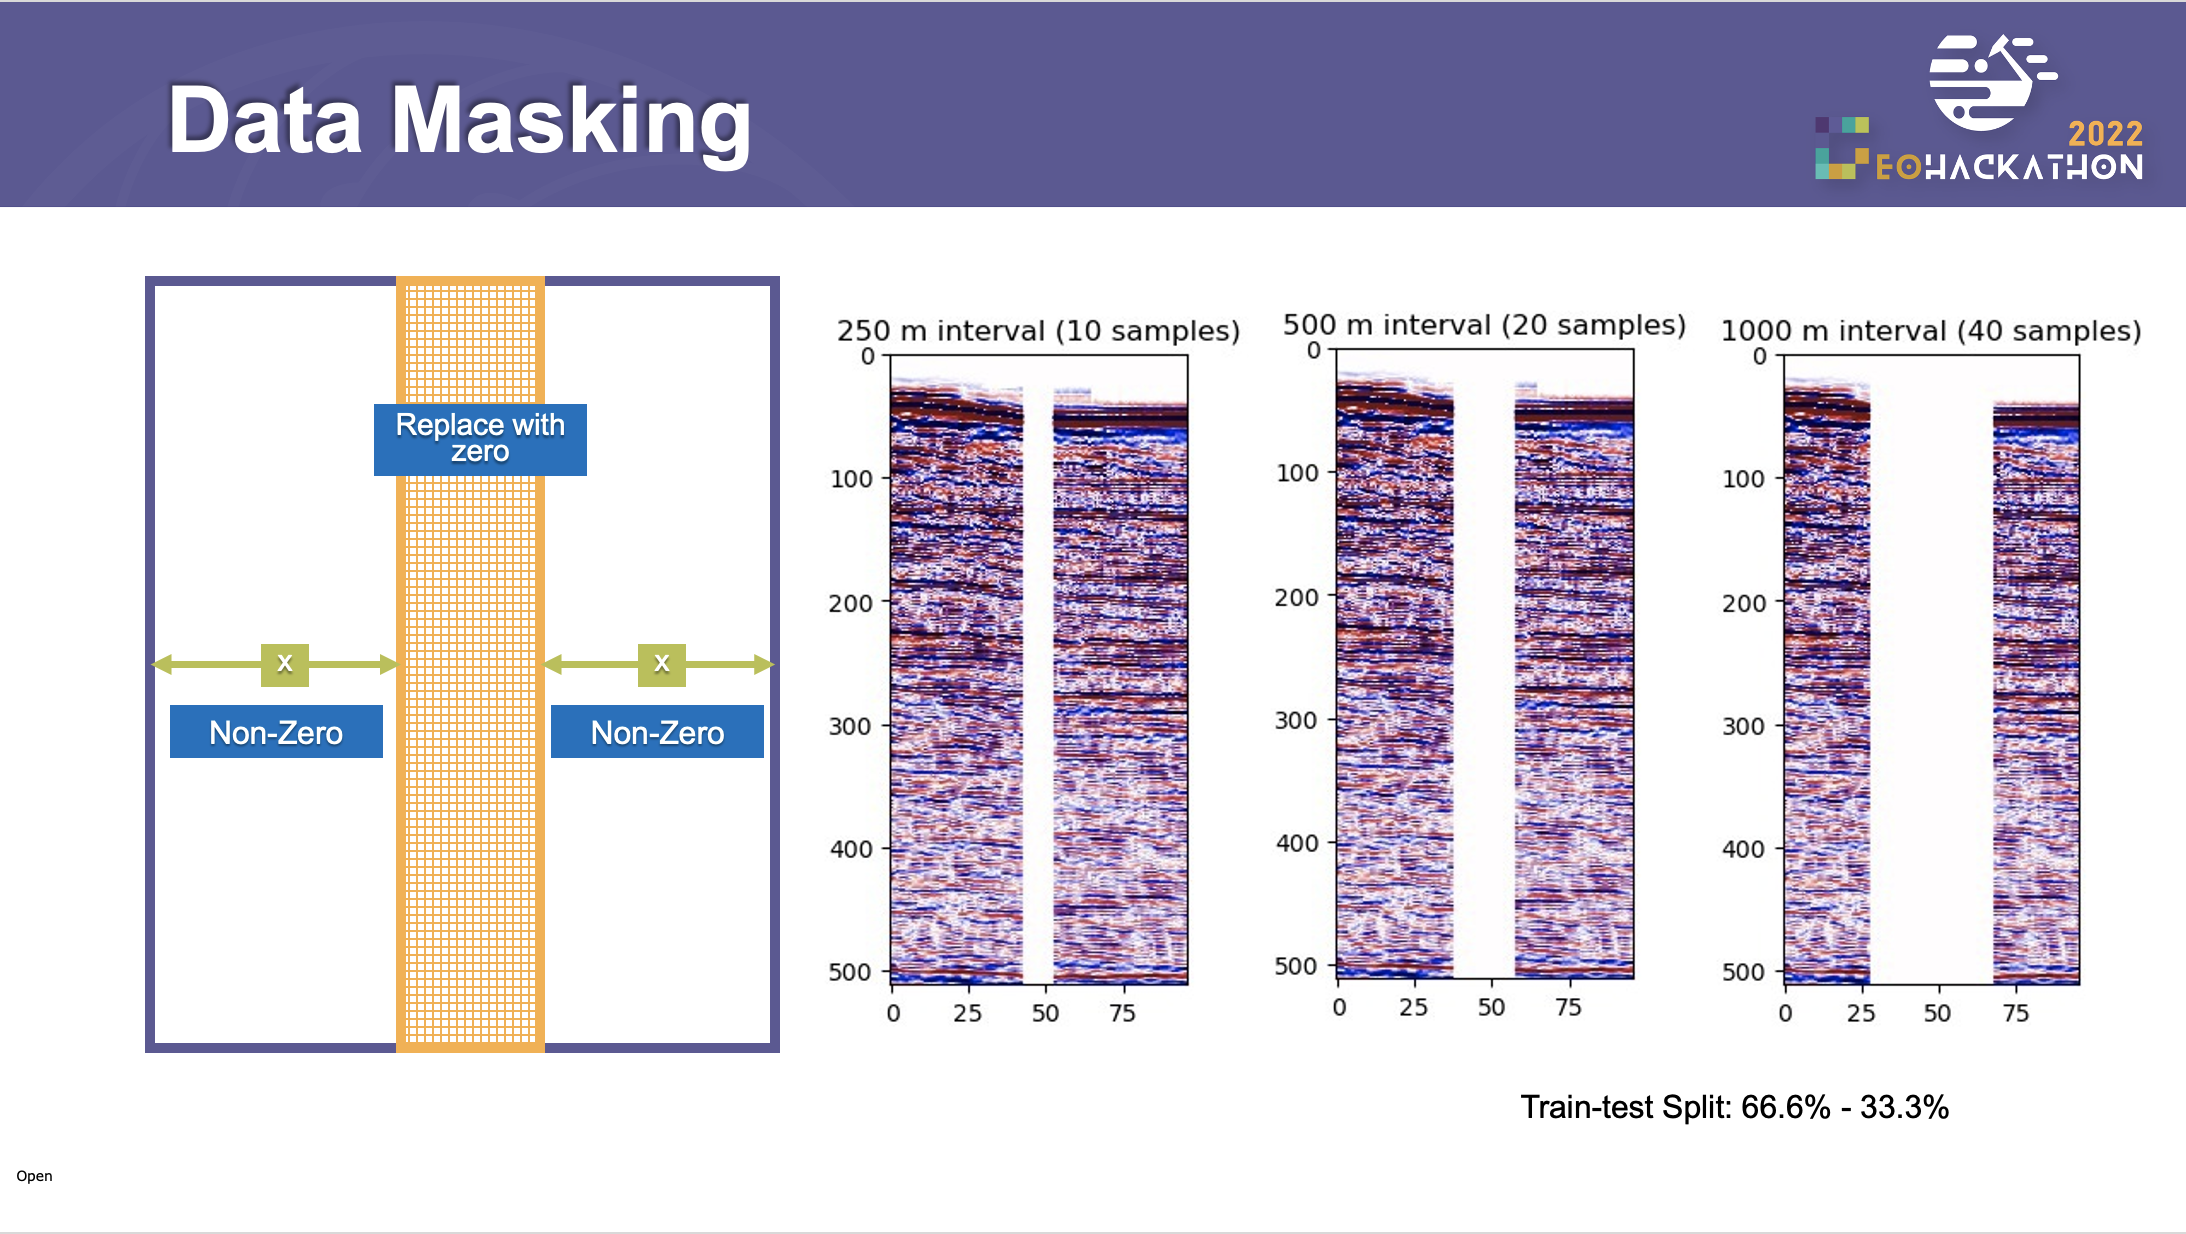 Data Masking
2022
GEOHACKATHON
Replace with
zero
x
x
Non-Zero
Non-Zero
250 m interval (10 samples)
0
100
200
300
400
500
0 25 50 75
500 m interval (20 samples)
0
100
200
300
400
500
0 25 50 75
1000 m interval (40 samples)
0
100
200
300
400
500
0 25 50 75
Train-test Split: 66.6% - 33.3%
Open